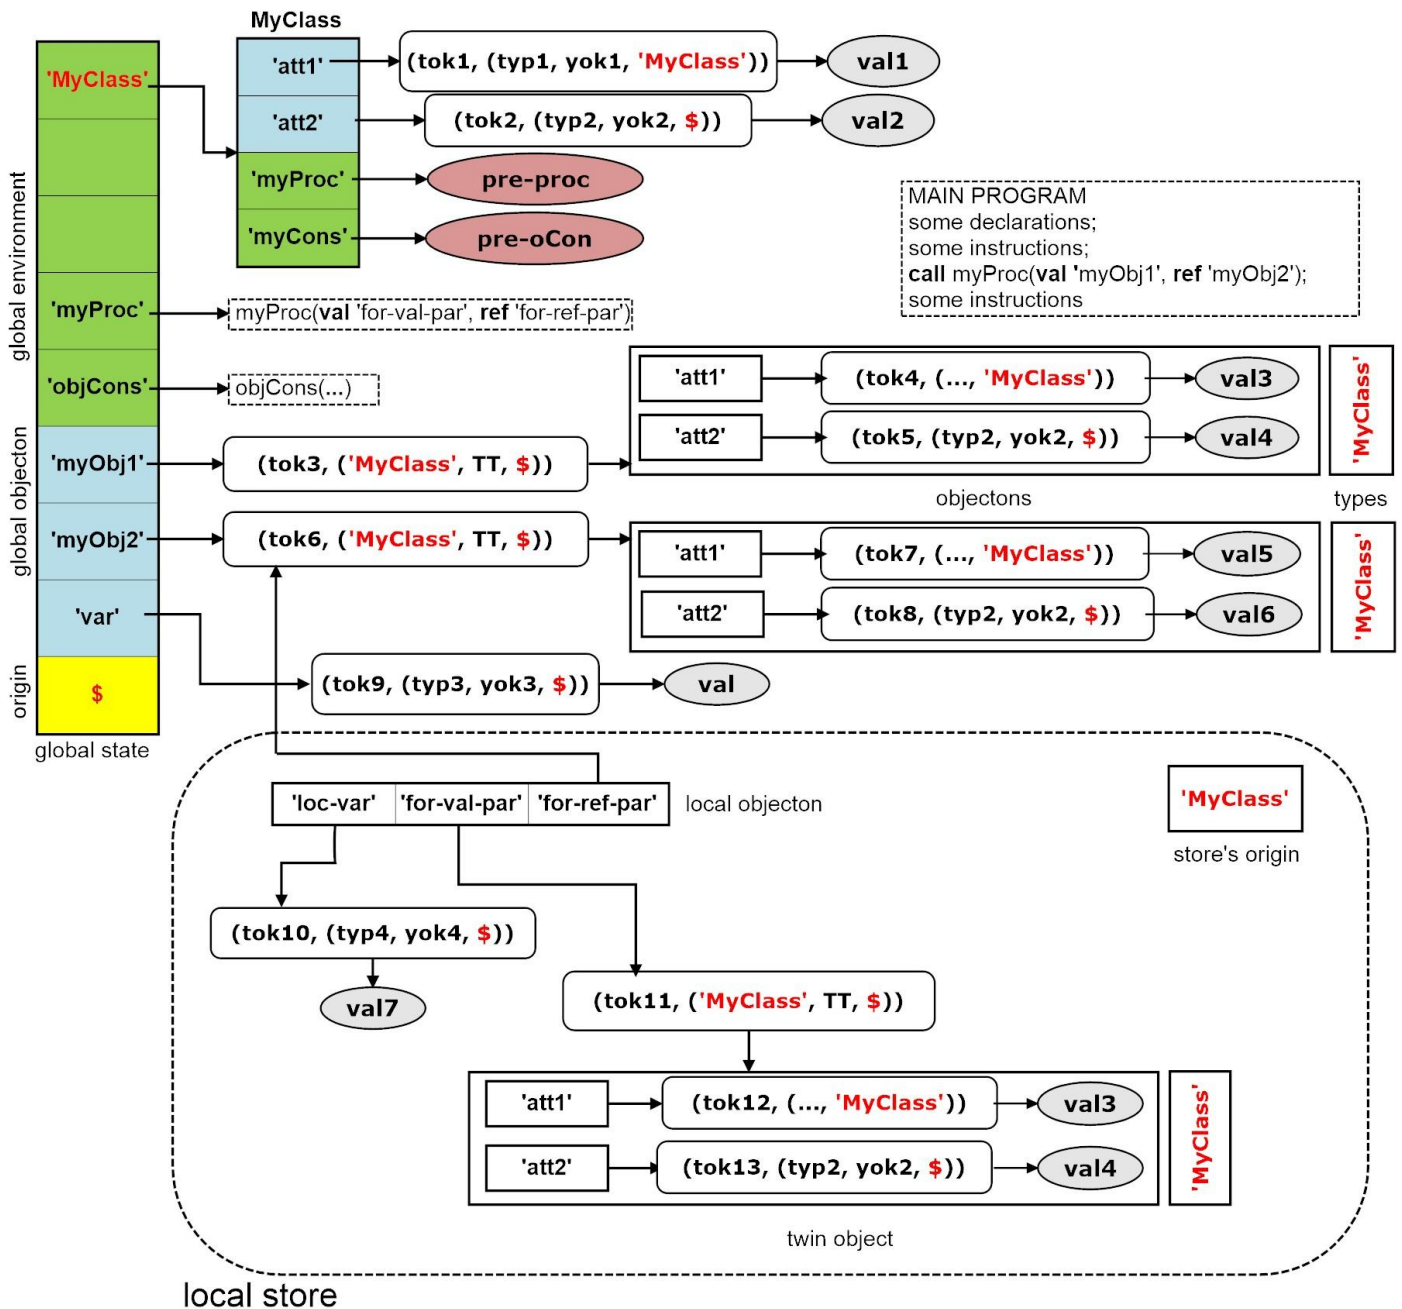 MyClass
'MyClass'
'att1'
(tok1, (typ1, yok1, 'MyClass'))
val1
'att2'
(tok2, (typ2, yok2, $))
val2
'myProc'
pre-proc
'myCons'
pre-oCon
MAIN PROGRAM
some declarations;
some instructions;
call myProc(val 'myObj1', ref 'myObj2');
some instructions
global environment
'myProc'
myProc(val 'for-val-par', ref 'for-ref-par')
'objCons'
objCons(...)
global objecton
'myObj1'
(tok3, ('MyClass', TT, $))
'att1'
(tok4, (..., 'MyClass'))
val3
'att2'
(tok5, (typ2, yok2, $))
val4
'MyClass'
objectons
types
'myObj2'
(tok6, ('MyClass', TT, $))
'att1'
(tok7, (..., 'MyClass'))
val5
'att2'
(tok8, (typ2, yok2, $))
val6
'MyClass'
'var'
(tok9, (typ3, yok3, $))
val
origin
$
global state
'loc-var'
'for-val-par'
'for-ref-par'
local objecton
'MyClass'
store's origin
(tok10, (typ4, yok4, $))
val7
(tok11, ('MyClass', TT, $))
'att1'
(tok12, (..., 'MyClass'))
val3
'att2'
(tok13, (typ2, yok2, $))
val4
'MyClass'
twin object
local store